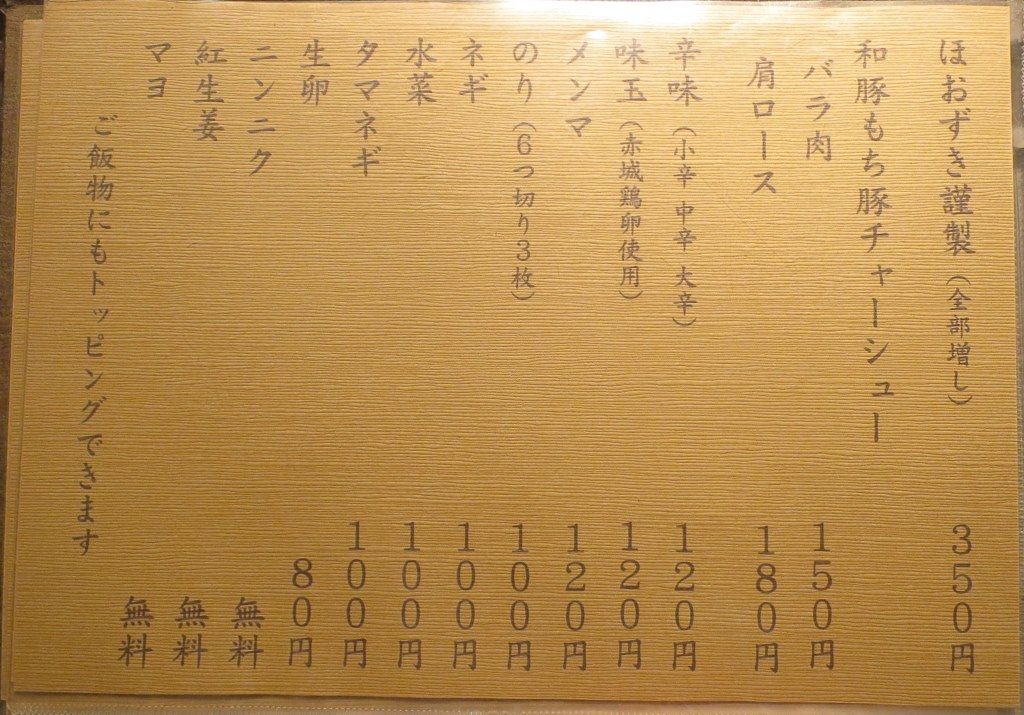 ほおずき謹製（全部増し） 350円
和豚もち豚チャーシュー
バラ肉 150円
肩ロース 180円
辛味（小辛 中辛 大辛） 120円
味玉（赤城鶏卵使用） 120円
メンマ 120円
のり（6つ切り3枚） 100円
ネギ 100円
水菜 100円
タマネギ 100円
生卵 80円
ニンニク 無料
紅生姜 無料
マヨ 無料
ご飯物にもトッピングできます